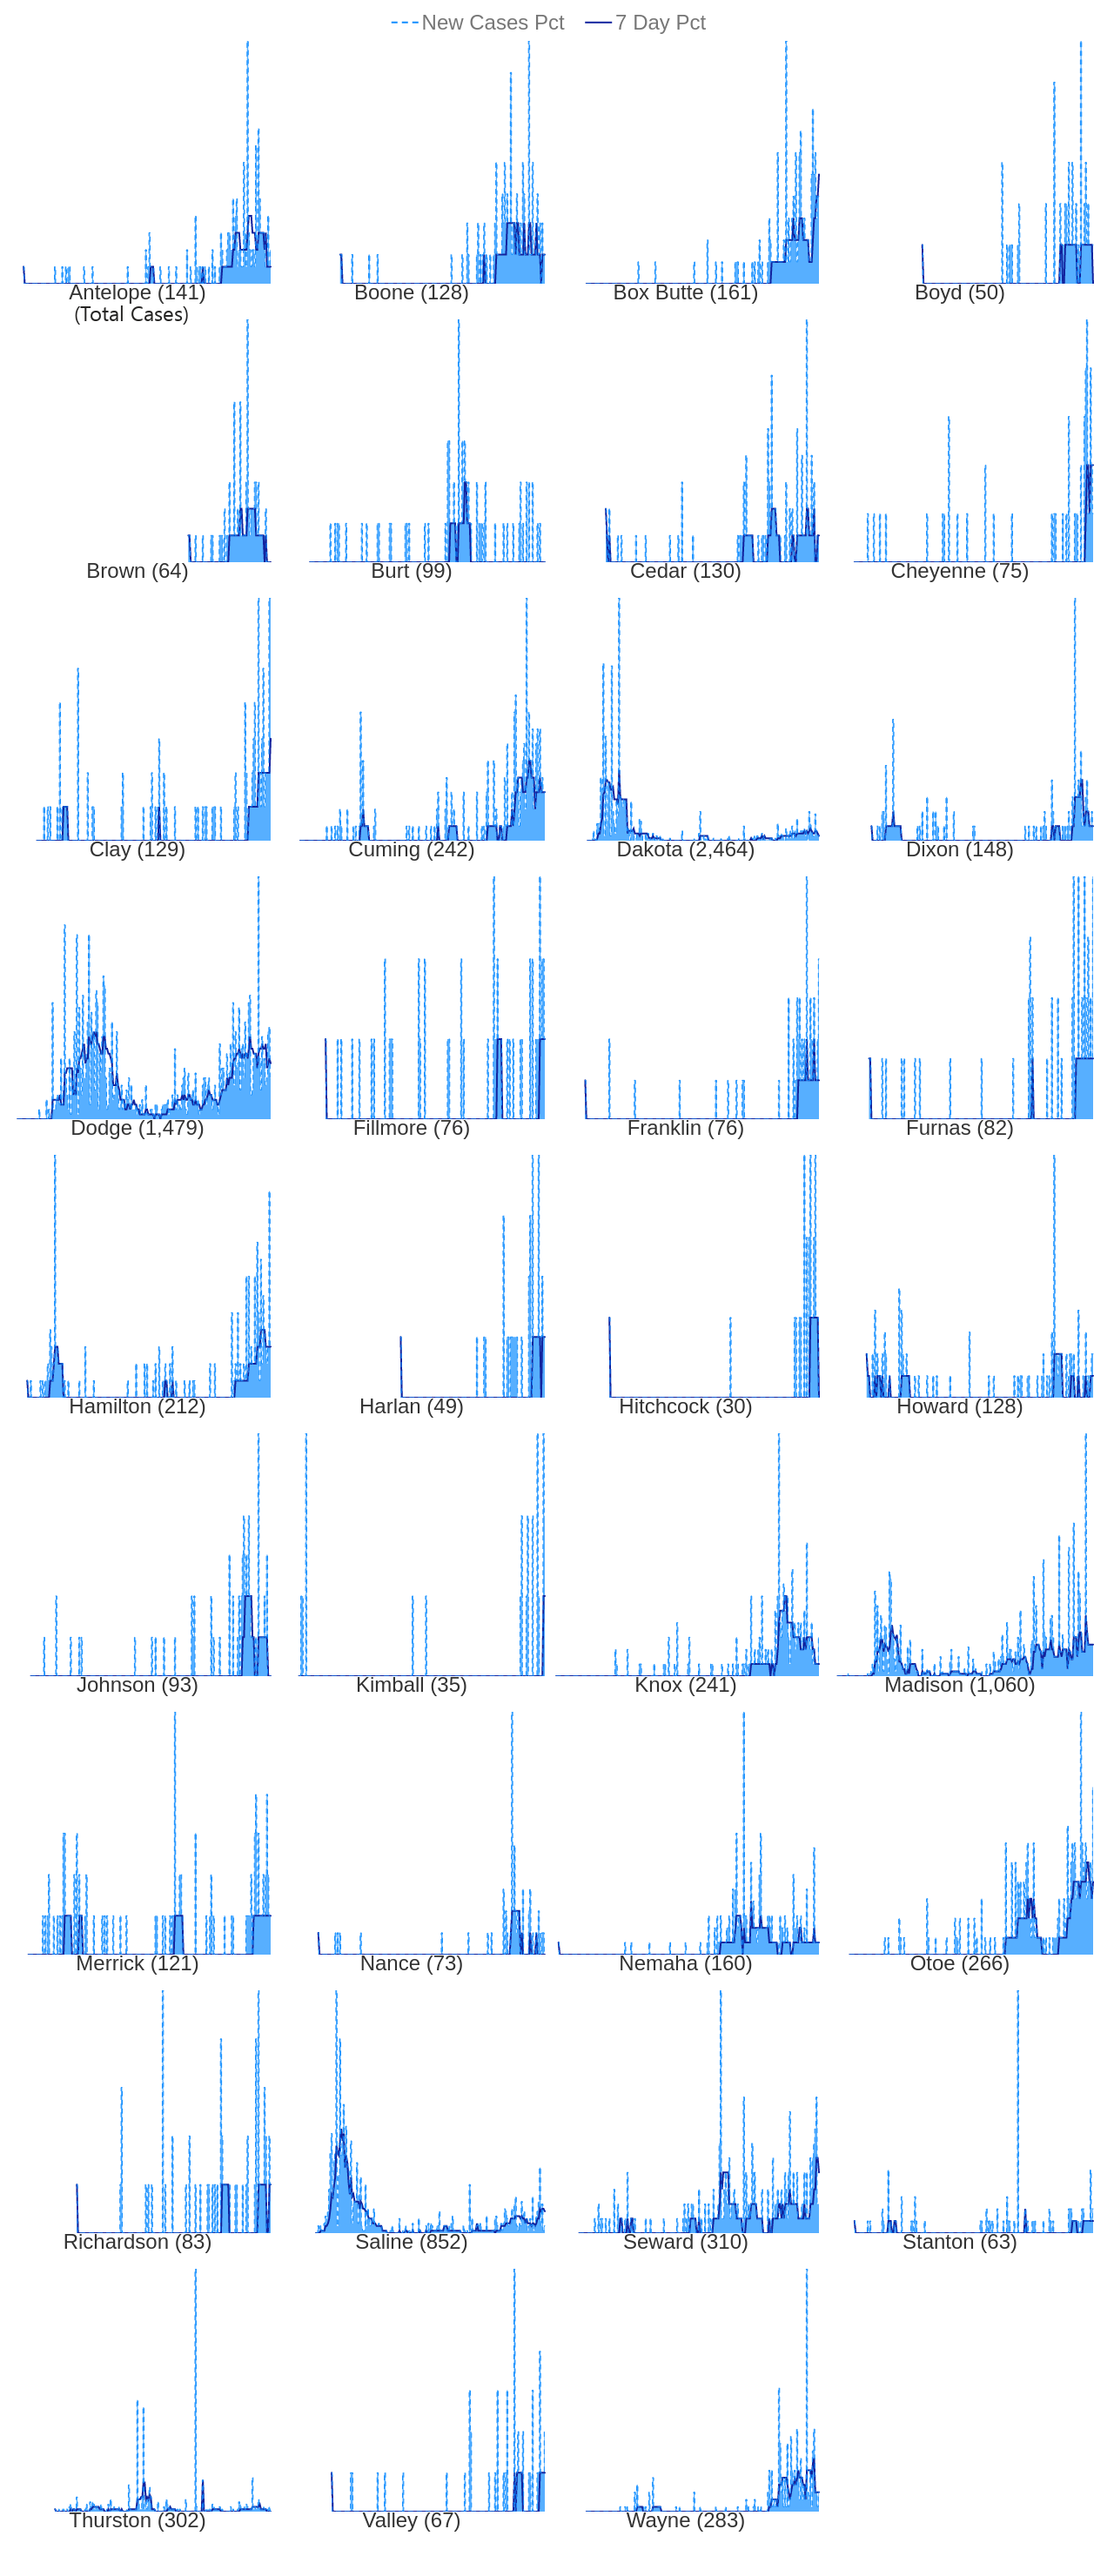 New Cases Pct 7 Day Pct
Antelope (141) Boone (128) Box Butte (161) Boyd (50)
(Total Cases)
Brown (64) Burt (99) Cedar (130) Cheyenne (75)
Clay (129) Cuming (242) Dakota (2,464) Dixon (148)
Dodge (1,479) Fillmore (76) Franklin (76) Furnas (82)
Hamilton (212) Harlan (49) Hitchcock (30) Howard (128)
Johnson (93) Kimball (35) Knox (241) Madison (1,060)
Merrick (121) Nance (73) Nemaha (160) Otoe (266)
Richardson (83) Saline (852) Seward (310) Stanton (63)
Thurston (302) Valley (67) Wayne (283)